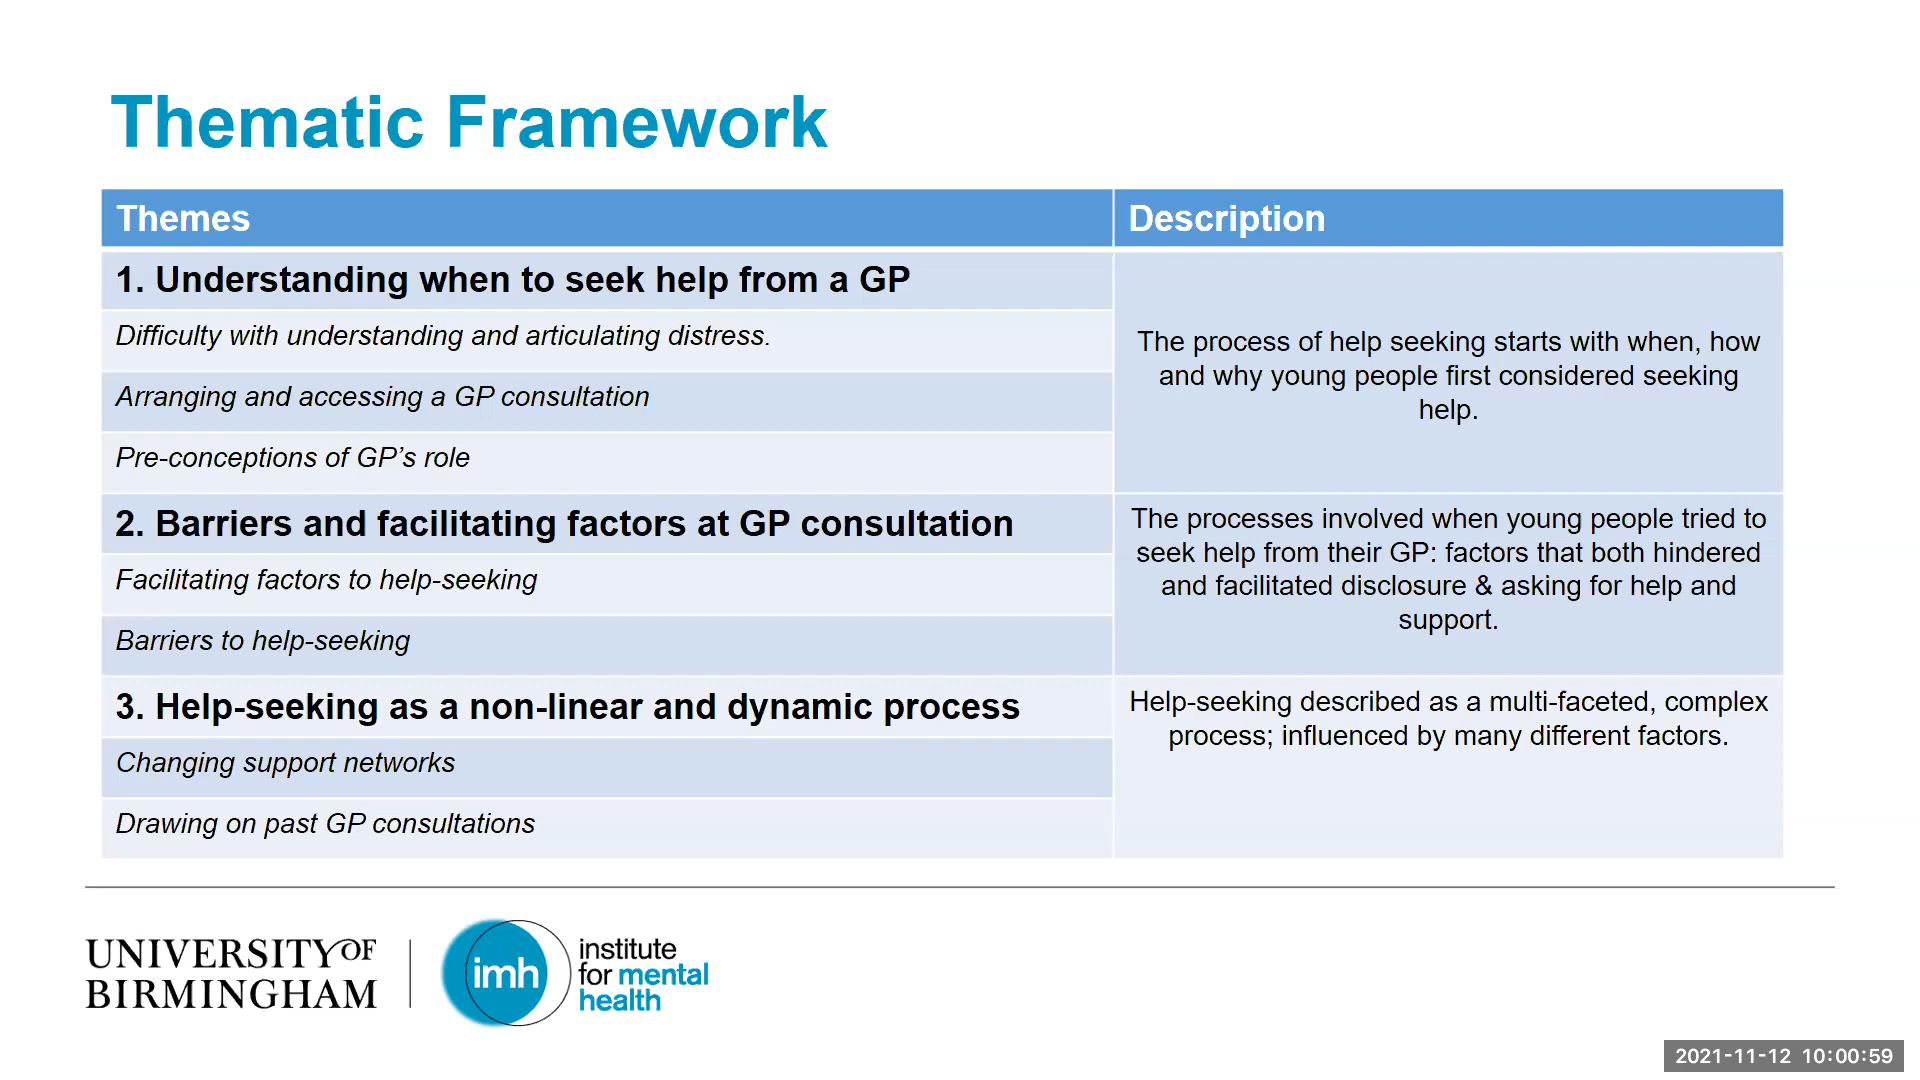 Thematic Framework
Themes
Description
1. Understanding when to seek help from a GP
Difficulty with understanding and articulating distress.
Arranging and accessing a GP consultation
Pre-conceptions of GP’s role
The process of help seeking starts with when, how
and why young people first considered seeking
help.
2. Barriers and facilitating factors at GP consultation
Facilitating factors to help-seeking
Barriers to help-seeking
The processes involved when young people tried to
seek help from their GP: factors that both hindered
and facilitated disclosure & asking for help and
support.
3. Help-seeking as a non-linear and dynamic process
Changing support networks
Drawing on past GP consultations
Help-seeking described as a multi-faceted, complex
process; influenced by many different factors.
UNIVERSITY OF
BIRMINGHAM
imh
institute
for mental
health
2021-11-12 10:00:59